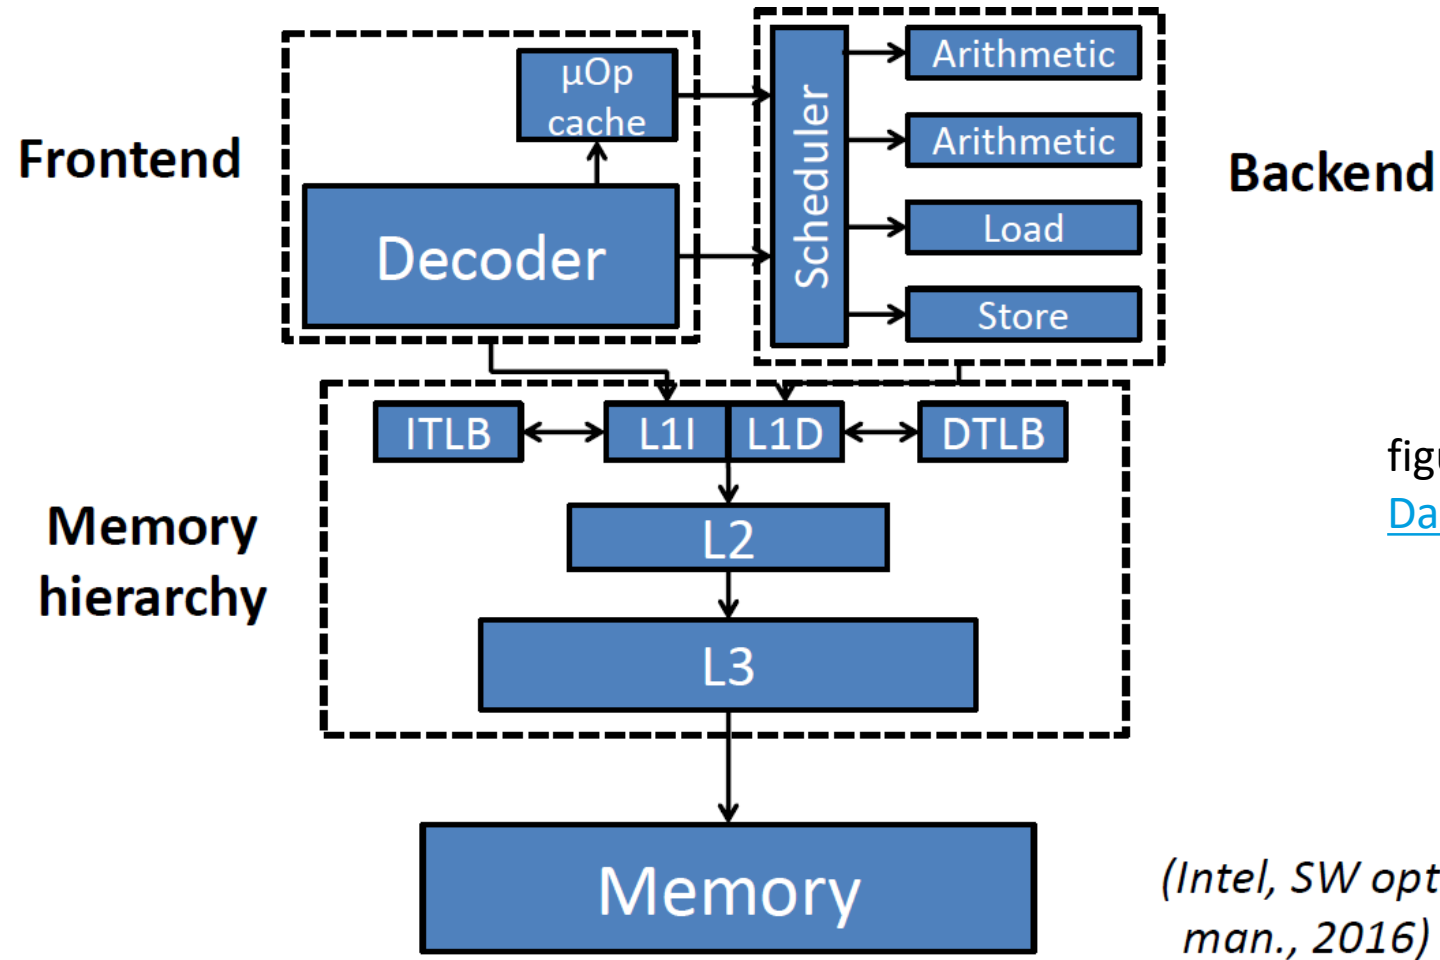 Frontend
μOp
cache
Decoder
Scheduler
Arithmetic
Arithmetic
Load
Store
Backend
ITLB
L1I
L1D
DTLB
Memory
hierarchy
L2
L3
Memory
(Intel, SW opt
man., 2016)